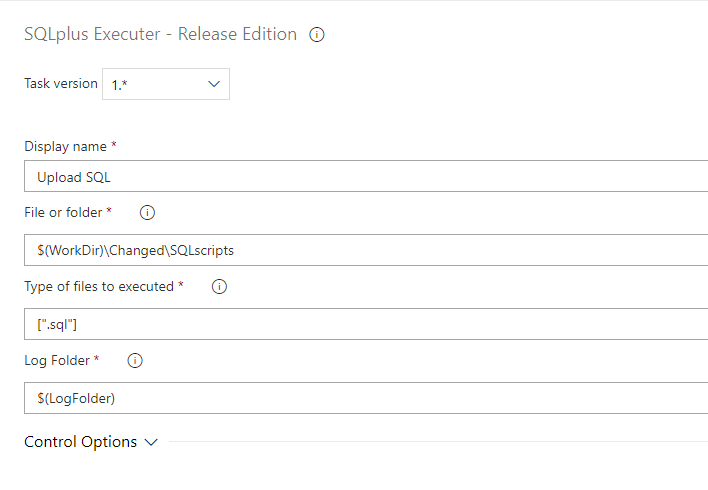 SQLplus Executer - Release Edition
Task version 1.*
Display name *
Upload SQL
File or folder *
$(WorkDir)\Changed\SQLscripts
Type of files to executed *
[".sql"]
Log Folder *
$(LogFolder)
Control Options